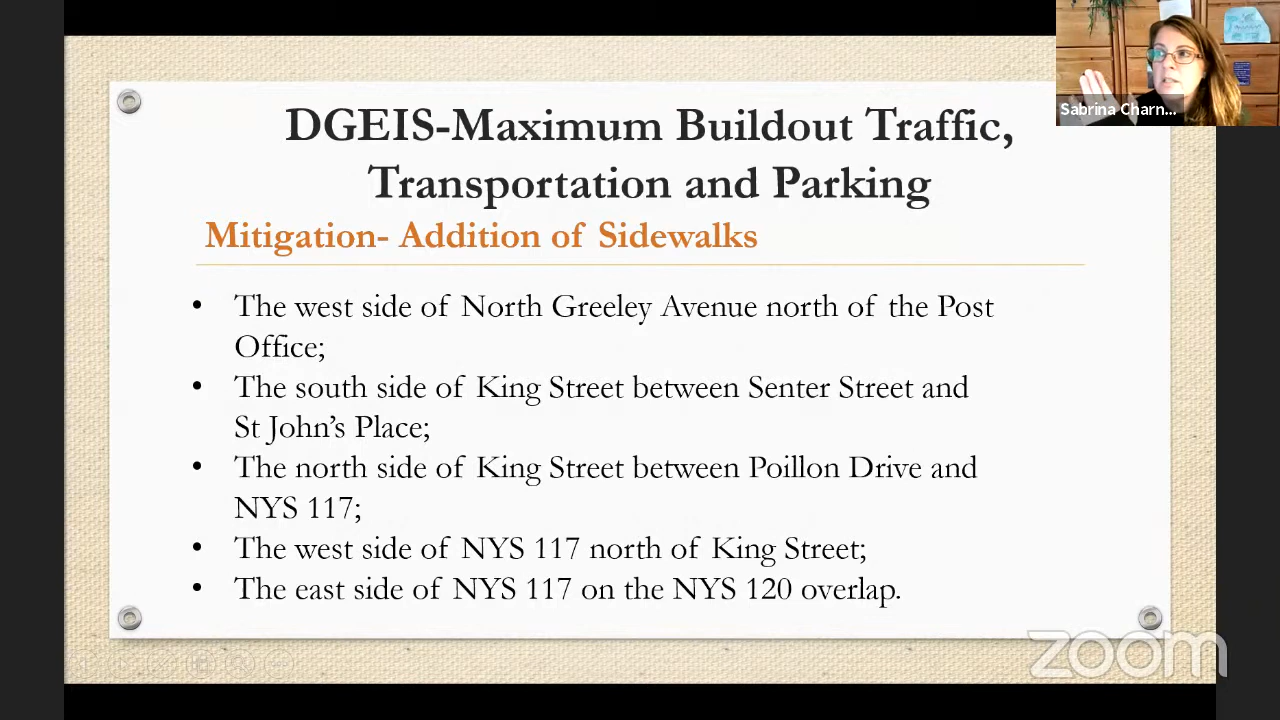 Sabrina Charn...
DGEIS-Maximum Buildout Traffic,
Transportation and Parking
Mitigation- Addition of Sidewalks
• The west side of North Greeley Avenue north of the Post
Office;
• The south side of King Street between Senter Street and
St John’s Place;
• The north side of King Street between Poillon Drive and
NYS 117;
• The west side of NYS 117 north of King Street;
• The east side of NYS 117 on the NYS 120 overlap.
zoom